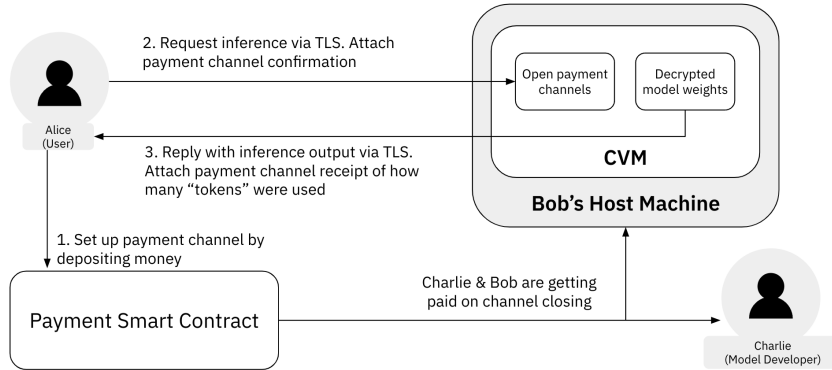 2. Request inference via TLS. Attach
payment channel confirmation
Open payment
channels
Decrypted
model weights
Alice
(User)
3. Reply with inference output via TLS.
Attach payment channel receipt of how
many “tokens” were used
CVM
Bob’s Host Machine
1. Set up payment channel by
depositing money
Payment Smart Contract
Charlie & Bob are getting
paid on channel closing
Charlie
(Model Developer)